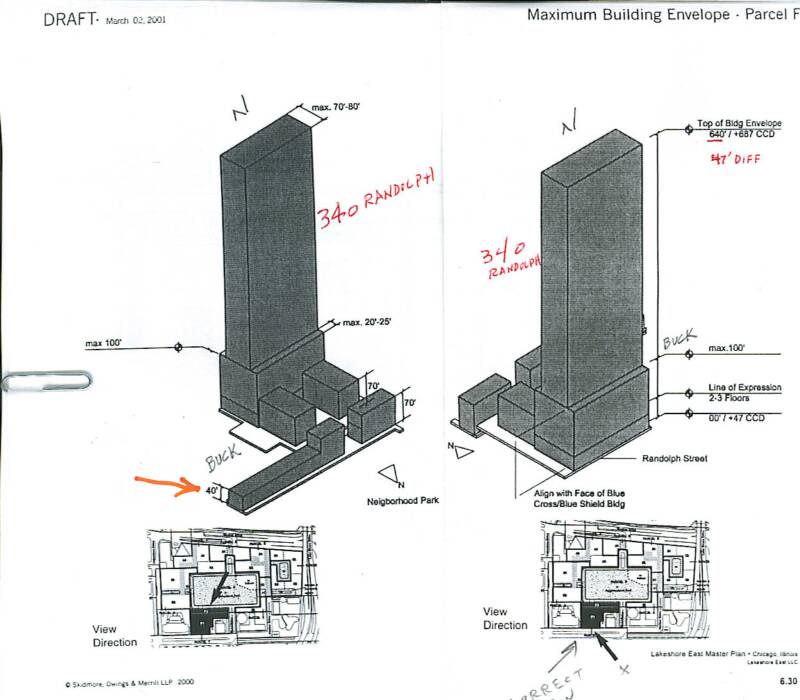 DRAFT· March 02, 2001
Maximum Building Envelope · Parcel F
N
max. 70'-80'
340 RANDOLPH
max. 20'-25'
max 100'
70'
70'
BUCK
40'
N
Neigborhood Park
View
Direction
© Skidmore, Owings & Merrill LLP 2000
N
Top of Bldg Envelope
640' / +687 CCD
47' DIFF
340
RANDOLPH
BUCK
max.100'
Line of Expression
2-3 Floors
00' / +47 CCD
N
Randolph Street
Align with Face of Blue
Cross/Blue Shield Bldg
View
Direction
X
Lakeshore East Master Plan • Chicago, Illinois
Lakeshore East LLC
6.30